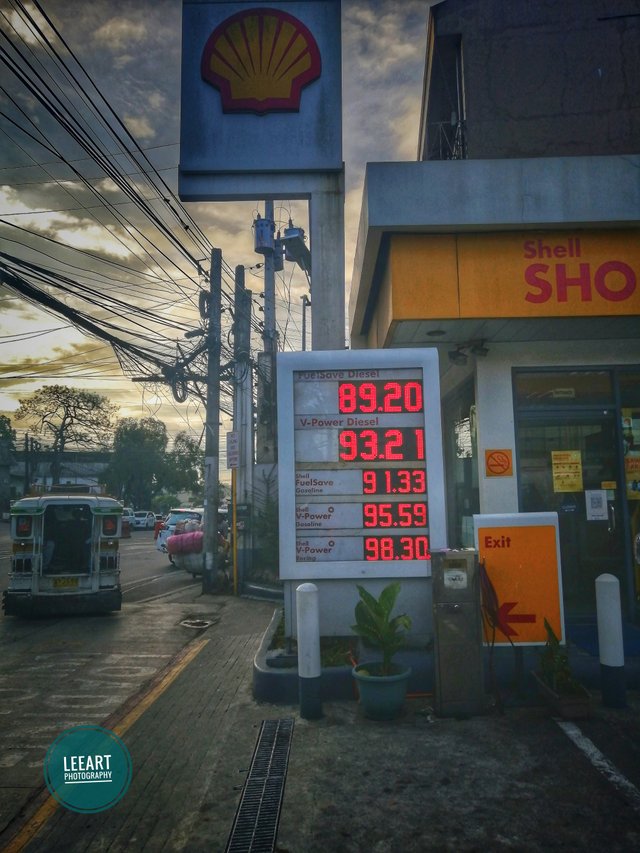 Shell
SHO
FuelSave Diesel
89.20
V-Power Diesel
93.21
Shell
FuelSave
Gasoline
91.33
Shell
V-Power
Gasoline
95.59
Shell
V-Power
Racing
98.30
Exit
LEEART
PHOTOGRAPHY